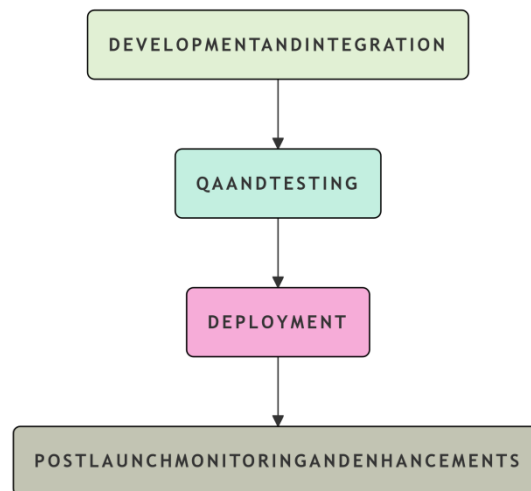 DEVELOPMENTANDINTEGRATION
QAANDTESTING
DEPLOYMENT
POSTLAUNCHMONITORINGANDENHANCEMENTS